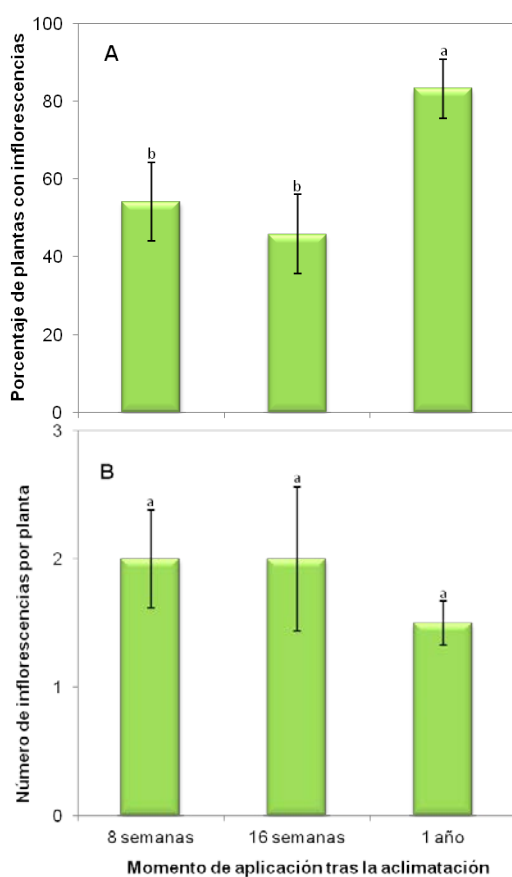 A
Porcentaje de plantas con inflorescencias
100
80
60
40
20
0
b
b
a
B
Número de inflorescencias por planta
3
2
1
0
a
a
a
8 semanas
16 semanas
1 año
Momento de aplicación tras la aclimatación